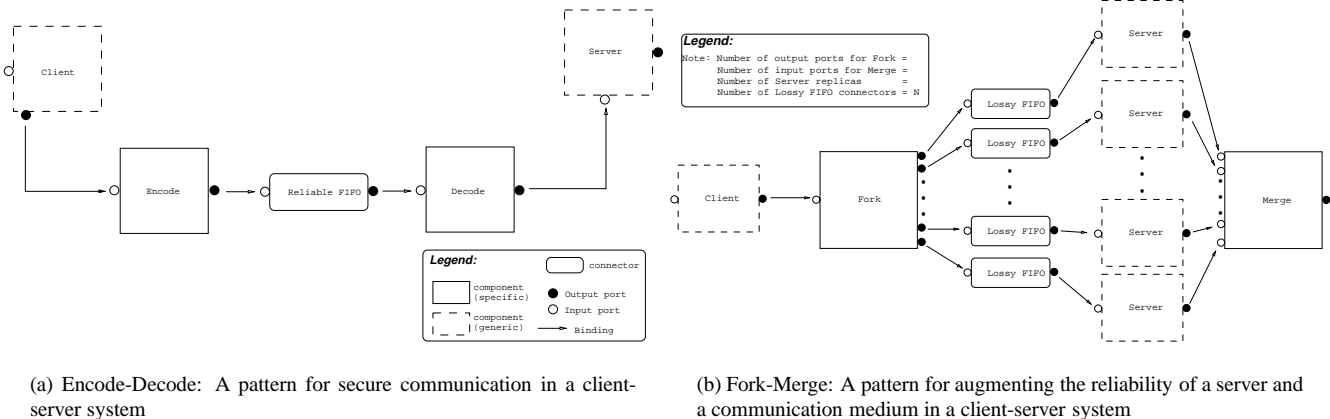 Client
Encode
Reliable FIFO
Decode
Server
Legend:
connector
component
(specific)
Output port
Input port
component
(generic)
Binding
(a) Encode-Decode: A pattern for secure communication in a client-
server system
Legend:
Note: Number of output ports for Fork =
Number of input ports for Merge =
Number of Server replicas =
Number of Lossy FIFO connectors = N
Client
Fork
Lossy FIFO
Lossy FIFO
Lossy FIFO
Lossy FIFO
Server
Server
Server
Server
Merge
(b) Fork-Merge: A pattern for augmenting the reliability of a server and
a communication medium in a client-server system